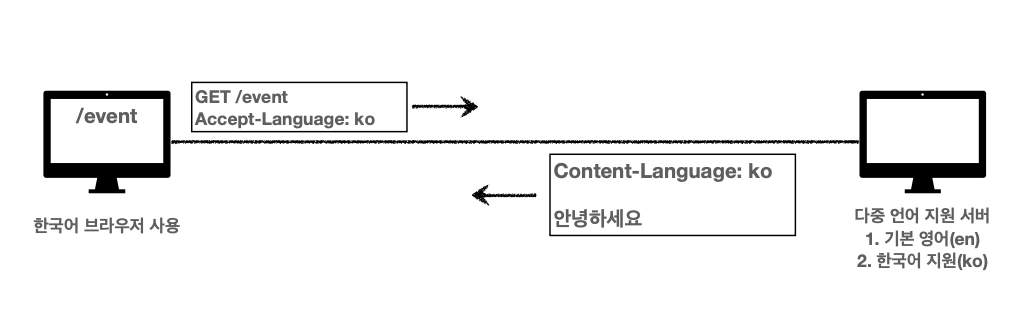 /event
GET /event
Accept-Language: ko
Content-Language: ko
안녕하세요
한국어 브라우저 사용
다중 언어 지원 서버
1. 기본 영어(en)
2. 한국어 지원(ko)